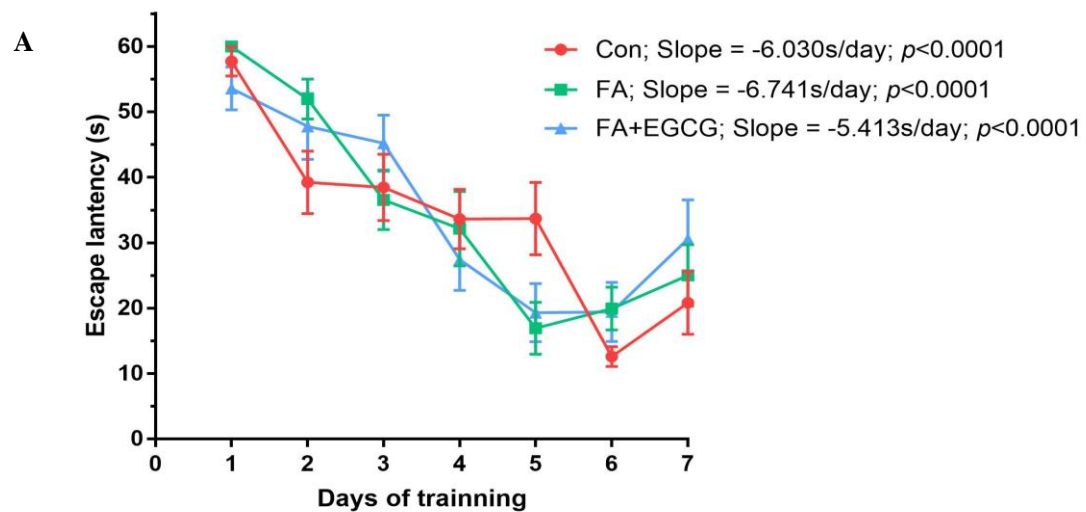 A
Con; Slope = -6.030s/day; p<0.0001
FA; Slope = -6.741s/day; p<0.0001
FA+EGCG; Slope = -5.413s/day; p<0.0001
Escape lantency (s)
60
50
40
30
20
10
0
0 1 2 3 4 5 6 7
Days of trainning